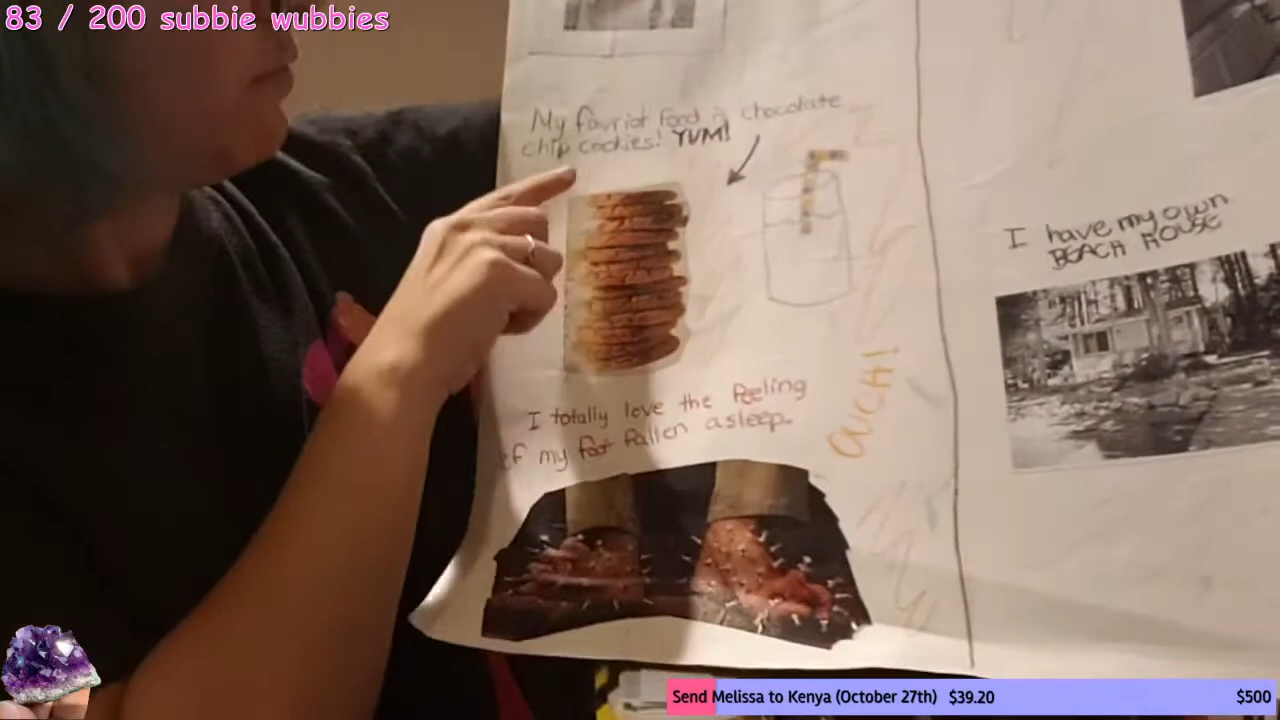 83 / 200 subbie wubbies
My favriot Food is chocolate
chip cookies! YUM!
I have my own
BEACH HOUSE
OUCH!
I totally love the feeling
of my foot fallen asleep.
Send Melissa to Kenya (October 27th) $39.20 $500